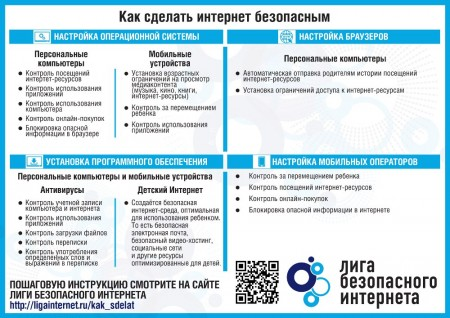 Как сделать интернет безопасным
НАСТРОЙКА ОПЕРАЦИОННОЙ СИСТЕМЫ
Персональные
компьютеры
• Контроль посещений
интернет-ресурсов
• Контроль использования
приложений
• Контроль использования
компьютера
• Контроль онлайн-покупок
• Блокировка опасной
информации в браузере
Мобильные
устройства
• Установка возрастных
ограничений на просмотр
медиаконтента
(музыка, кино, книги,
интернет-ресурсы)
• Контроль за перемещением
ребенка
• Контроль использования
приложений
НАСТРОЙКА БРАУЗЕРОВ
Персональные компьютеры
• Автоматическая отправка родителям истории посещений
интернет-ресурсов
• Установка ограничений доступа к интернет-ресурсам
УСТАНОВКА ПРОГРАММНОГО ОБЕСПЕЧЕНИЯ
Персональные компьютеры и мобильные устройства
Антивирусы
• Контроль учетной записи
компьютера и интернета
• Контроль использования
приложений
• Контроль загрузки файлов
• Контроль переписки
• Контроль употребления
определенных слов и
выражений в переписке
Детский Интернет
• Создаётся безопасная
интернет-среда, оптимальная
для использования ребенком.
То есть безопасная
электронная почта,
безопасный видео-хостинг,
социальные сети
и другие ресурсы
оптимизированные для детей.
НАСТРОЙКА МОБИЛЬНЫХ ОПЕРАТОРОВ
• Контроль за перемещением ребенка
• Контроль посещений интернет-ресурсов
• Контроль онлайн-покупок
• Блокировка опасной информации в интернете
ПОШАГОВУЮ ИНСТРУКЦИЮ СМОТРИТЕ НА САЙТЕ
ЛИГИ БЕЗОПАСНОГО ИНТЕРНЕТА
http://ligainternet.ru/kak_sdelat
ЛИГА
БЕЗОПАСНОГО
ИНТЕРНЕТА